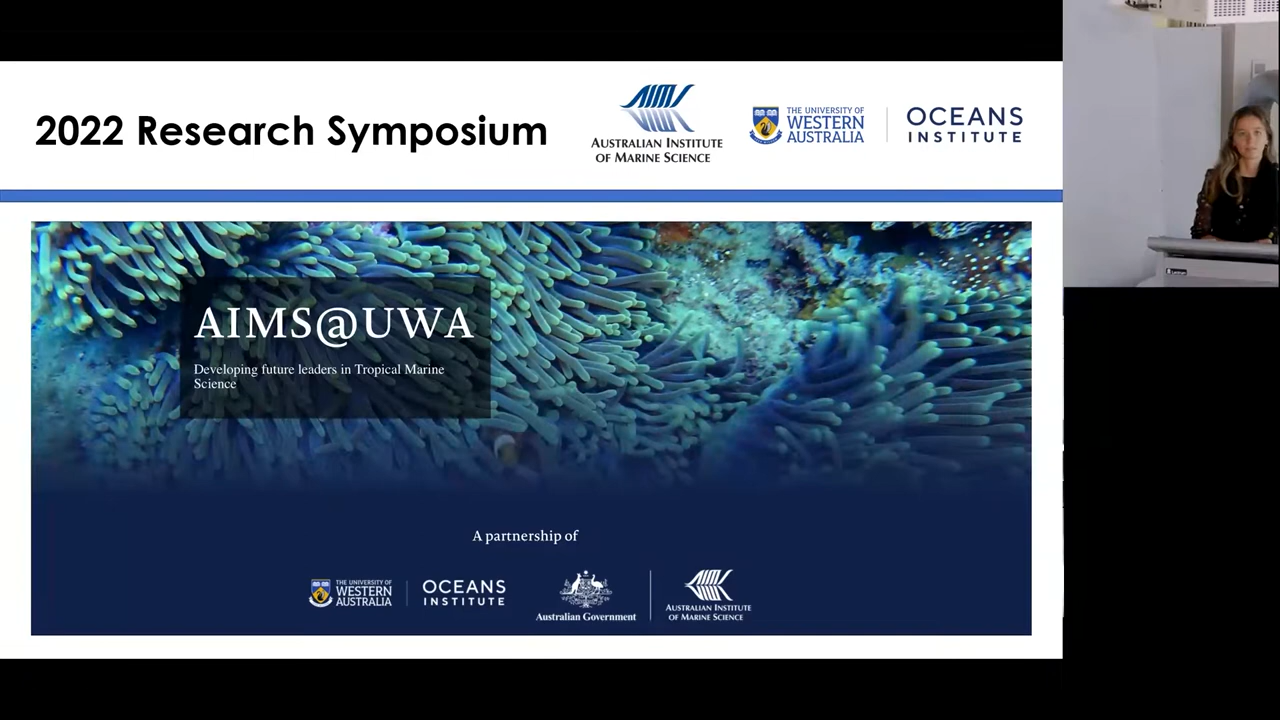 2022 Research Symposium
AIMS
AUSTRALIAN INSTITUTE
OF MARINE SCIENCE
THE UNIVERSITY OF
WESTERN
AUSTRALIA
OCEANS
INSTITUTE
AIMS@UWA
Developing future leaders in Tropical Marine
Science
A partnership of
THE UNIVERSITY OF
WESTERN
AUSTRALIA
OCEANS
INSTITUTE
Australian Government
AIMS
AUSTRALIAN INSTITUTE
OF MARINE SCIENCE